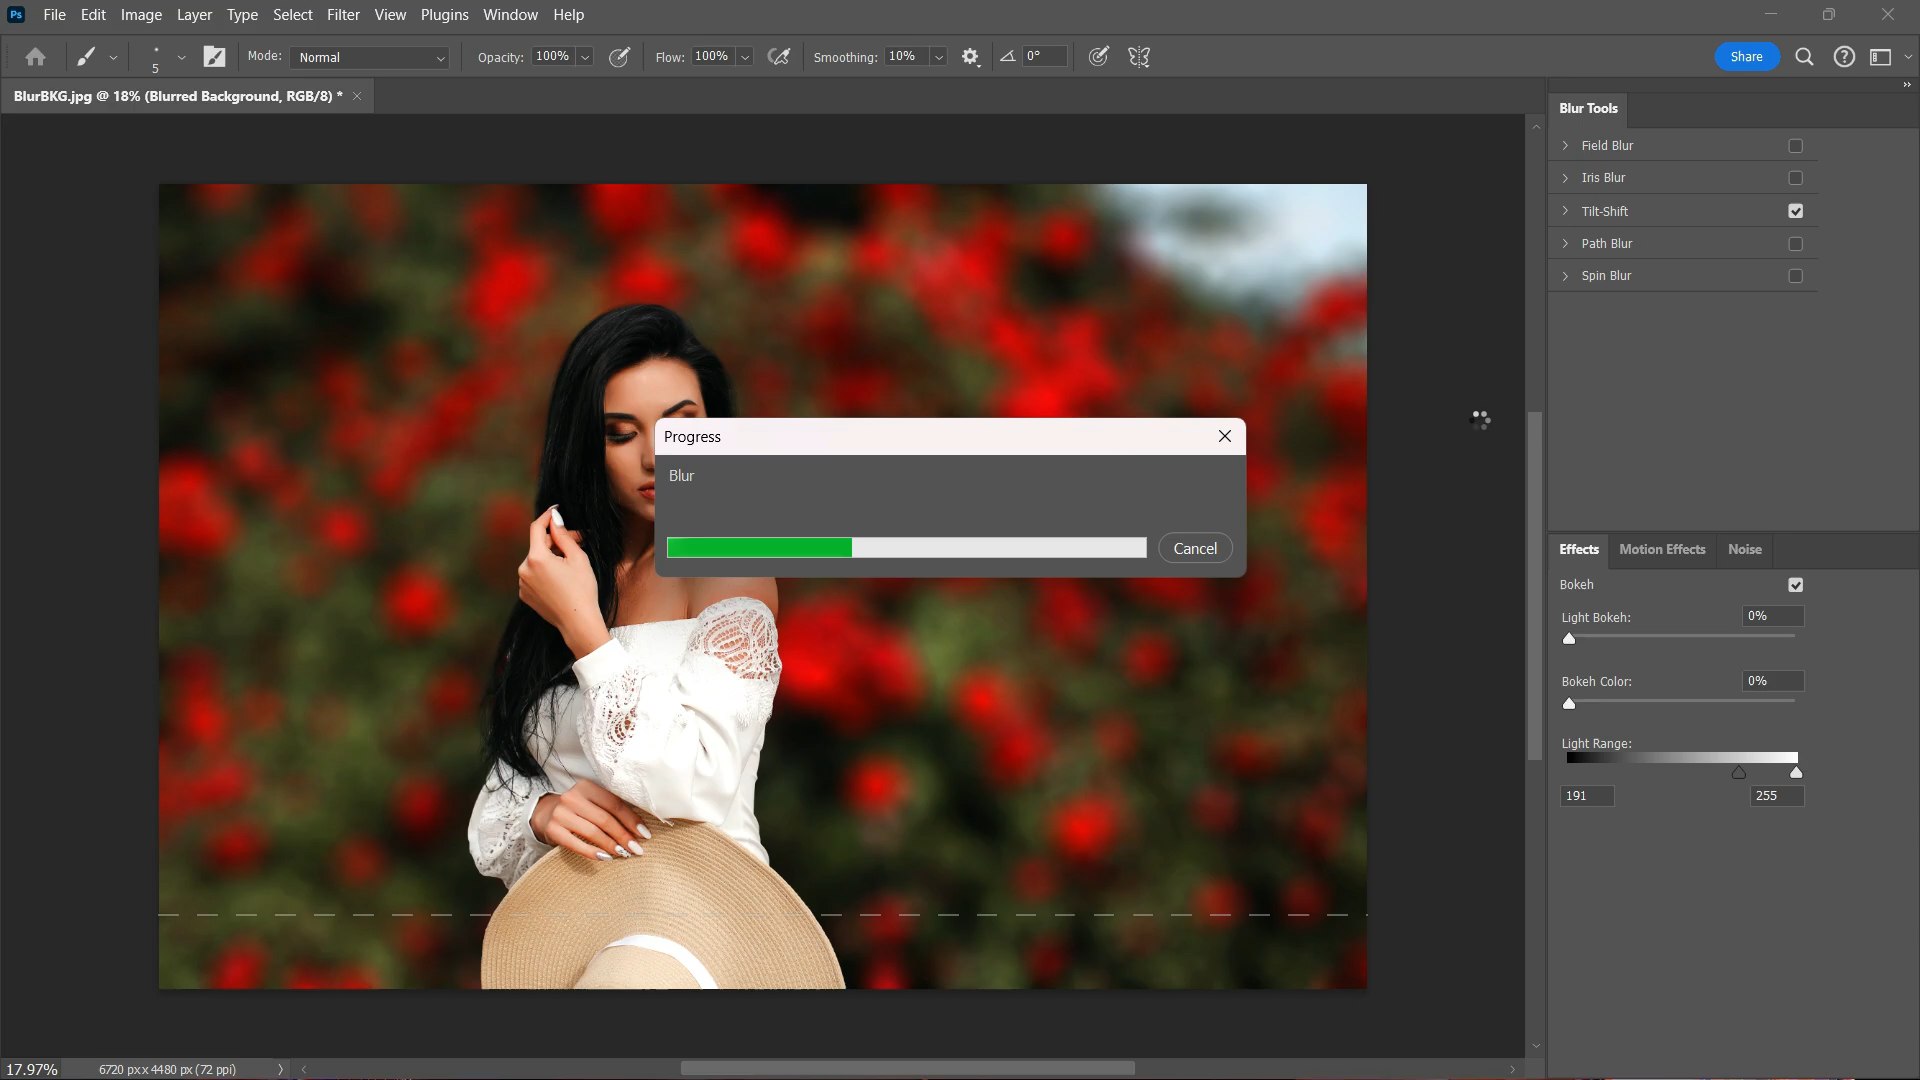 Ps File Edit Image Layer Type Select Filter View Plugins Window Help
5 Mode: Normal Opacity: 100% Flow: 100% Smoothing: 10% 0° Share
BlurBKG.jpg @ 18% (Blurred Background, RGB/8) *
Blur Tools
Field Blur
Iris Blur
Tilt-Shift
Path Blur
Spin Blur
Progress
Blur
Cancel
Effects Motion Effects Noise
Bokeh
Light Bokeh: 0%
Bokeh Color: 0%
Light Range:
191 255
17.97% 6720 px x 4480 px (72 ppi)